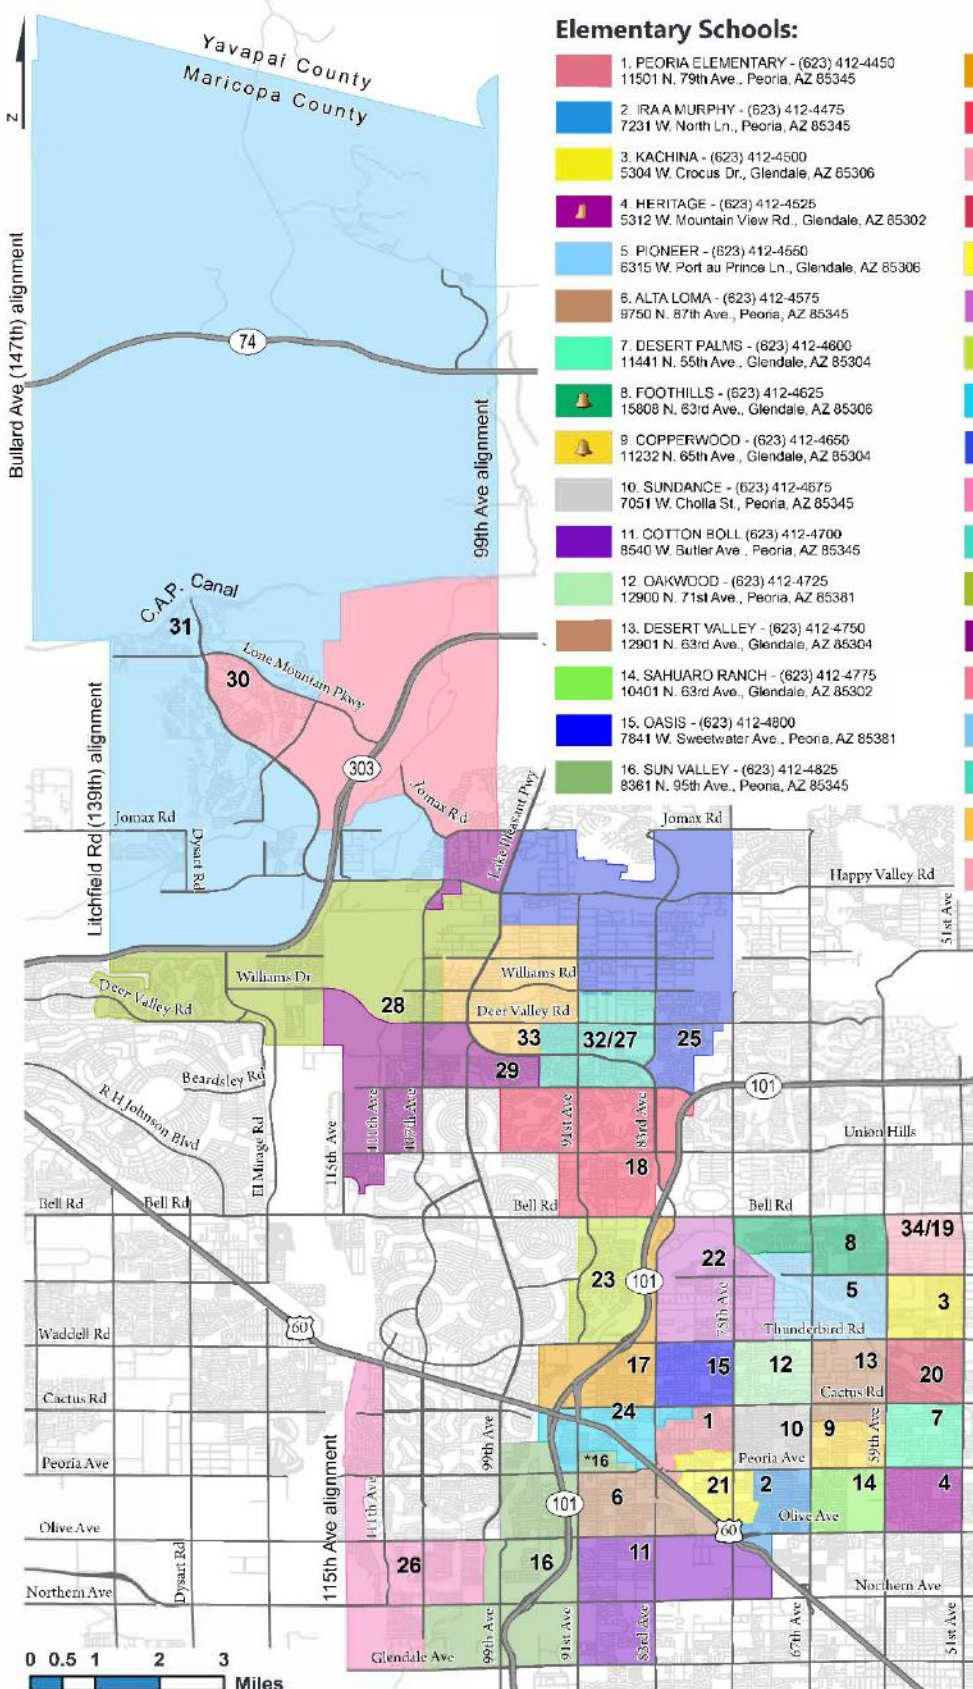 Yavapai County
Maricopa County
Z
Elementary Schools:
1. PEORIA ELEMENTARY - (623) 412-4450
11501 N. 79th Ave., Peoria, AZ 85345
2. IRA A MURPHY - (623) 412-4475
7231 W. North Ln., Peoria, AZ 85345
3. KACHINA - (623) 412-4500
5304 W. Crocus Dr., Glendale, AZ 85306
4. HERITAGE - (623) 412-4525
5312 W. Mountain View Rd., Glendale, AZ 85302
5. PIONEER - (623) 412-4550
6315 W. Port au Prince Ln., Glendale, AZ 85306
6. ALTA LOMA - (623) 412-4575
9750 N. 87th Ave., Peoria, AZ 85345
7. DESERT PALMS - (623) 412-4600
11441 N. 55th Ave., Glendale, AZ 85304
8. FOOTHILLS - (623) 412-4625
15808 N. 63rd Ave., Glendale, AZ 85306
9. COPPERWOOD - (623) 412-4650
11232 N. 65th Ave., Glendale, AZ 85304
10. SUNDANCE - (623) 412-4675
7051 W. Cholla St., Peoria, AZ 85345
11. COTTON BOLL (623) 412-4700
8540 W. Butler Ave., Peoria, AZ 85345
12. OAKWOOD - (623) 412-4725
12900 N. 71st Ave., Peoria, AZ 85381
13. DESERT VALLEY - (623) 412-4750
12901 N. 63rd Ave., Glendale, AZ 85304
14. SAHUARO RANCH - (623) 412-4775
10401 N. 63rd Ave., Glendale, AZ 85302
15. OASIS - (623) 412-4800
7841 W. Sweetwater Ave., Peoria, AZ 85381
16. SUN VALLEY - (623) 412-4825
8361 N. 95th Ave., Peoria, AZ 85345
Bullard Ave (147th) alignment
74
99th Ave alignment
C.A.P. Canal
31
Lone Mountain Pkwy
30
Litchfield Rd (139th) alignment
303
Jomax Rd
Lake Pleasant Pwy
Jomax Rd
Jomax Rd
Dysart Rd
Happy Valley Rd
51st Ave
Williams Dr
Williams Rd
Deer Valley Rd
28
Deer Valley Rd
33
32/27
25
29
Beardsley Rd
101
R H Johnson Blvd
El Mirage Rd
115th Ave
111th Ave
107th Ave
91st Ave
83rd Ave
Union Hills
18
Bell Rd
Bell Rd
Bell Rd
Bell Rd
34/19
8
22
23
101
5
3
75th Ave
60
Waddell Rd
Thunderbird Rd
17
15
12
13
20
Cactus Rd
Cactus Rd
24
1
10
9
59th Ave
7
99th Ave
Peoria Ave
*16
Peoria Ave
115th Ave alignment
111th Ave
101
6
21
2
14
4
Olive Ave
Olive Ave
60
11
Dysart Rd
26
16
Northern Ave
Northern Ave
99th Ave
91st Ave
83rd Ave
67th Ave
51st Ave
Glendale Ave
0 0.5 1 2 3
Miles